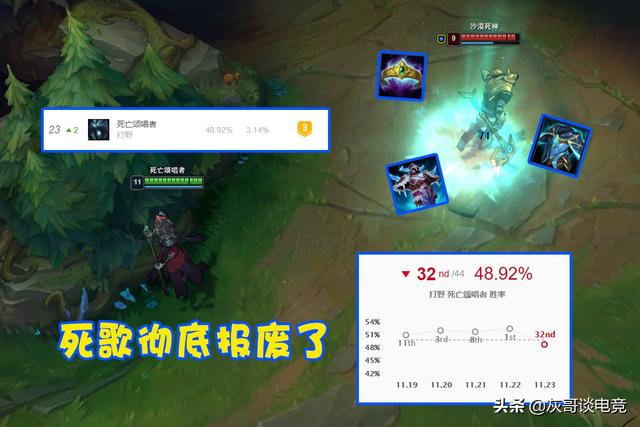 沙漠死神
9
71
23 ▲2 死亡颂唱者 48.92% 3.14% 3
打野
死亡颂唱者
11
▼ 32 nd /44 48.92%
打野 死亡颂唱者 胜率
54%
51%
48%
45%
42%
11th 3rd 8th 1st 32nd
11.19 11.20 11.21 11.22 11.23
死歌彻底报废了
头条 @灰哥谈电竞